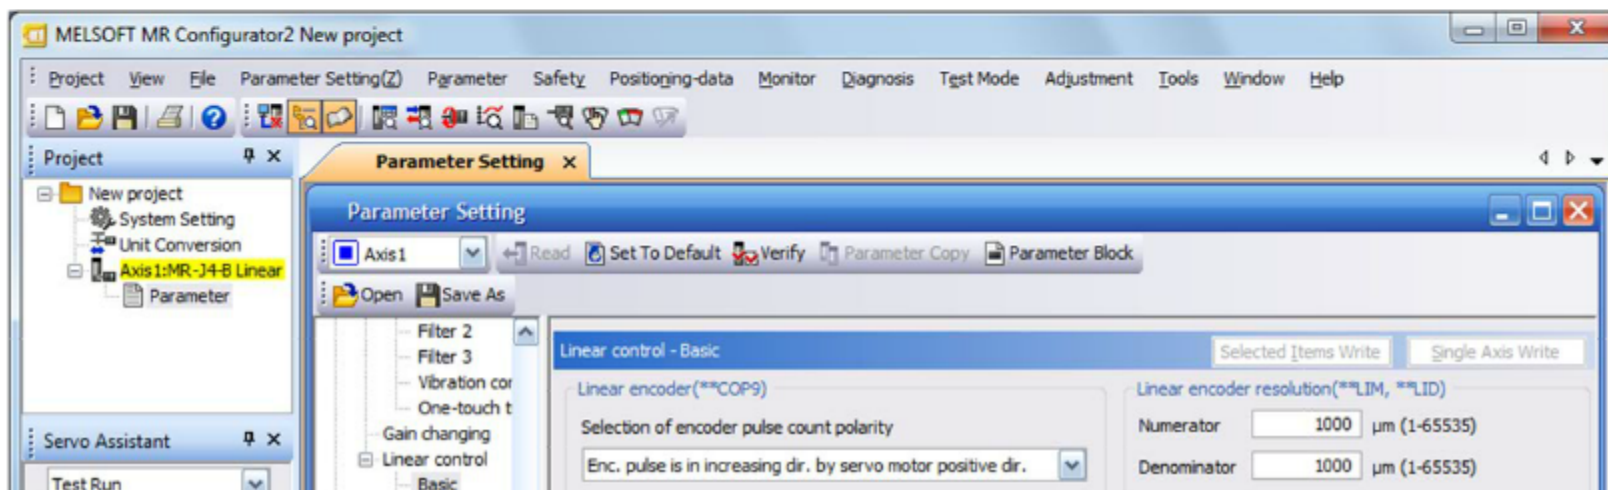 MELSOFT MR Configurator2 New project
Project View File Parameter Setting(Z) Parameter Safety Positioning-data Monitor Diagnosis Test Mode Adjustment Tools Window Help
Project
Parameter Setting
New project
System Setting
Unit Conversion
Axis1:MR-J4-B Linear
Parameter
Parameter Setting
Axis1 Read Set To Default Verify Parameter Copy Parameter Block
Open Save As
Filter 2
Filter 3
Vibration cor
One-touch t
Gain changing
Linear control
Basic
Linear control - Basic Selected Items Write Single Axis Write
Linear encoder(**COP9)
Selection of encoder pulse count polarity
Enc. pulse is in increasing dir. by servo motor positive dir.
Linear encoder resolution(**LIM, **LID)
Numerator 1000 µm (1-65535)
Denominator 1000 µm (1-65535)
Servo Assistant
Test Run